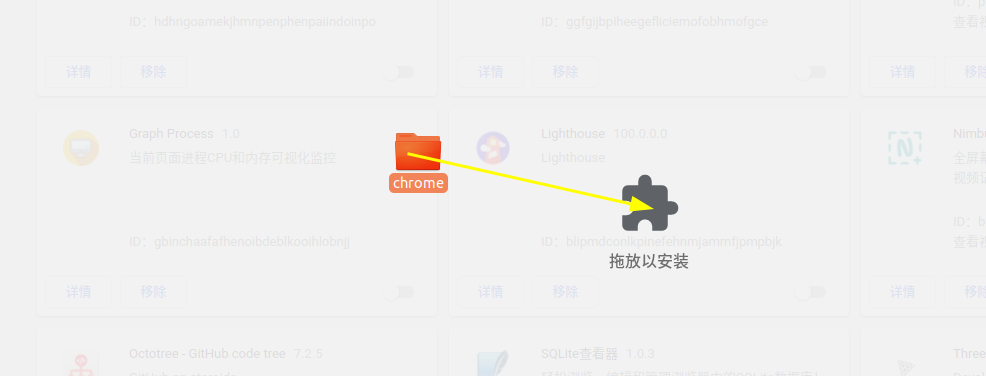 ID：hdhngoamekjhmnpenphenpaiindoinpo
ID：ggfgijbpiheegefliciemofobhmofgce
ID：p
查看视
详情 移除
详情 移除
详情 移除
Graph Process 1.0
当前页面进程CPU和内存可视化监控
ID：gbinchaafafhenolbdeblkoolhlobnjj
chrome
Lighthouse 100.0.0.0
Lighthouse
ID：blipmdconlkpinefehnmjammfjpmpbjk
拖放以安装
Nimbu
全屏幕
视频记
ID：b
查看视
详情 移除
详情 移除
详情 移除
Octotree - GitHub code tree 7.2.5
SQLite查看器 1.0.3
Three